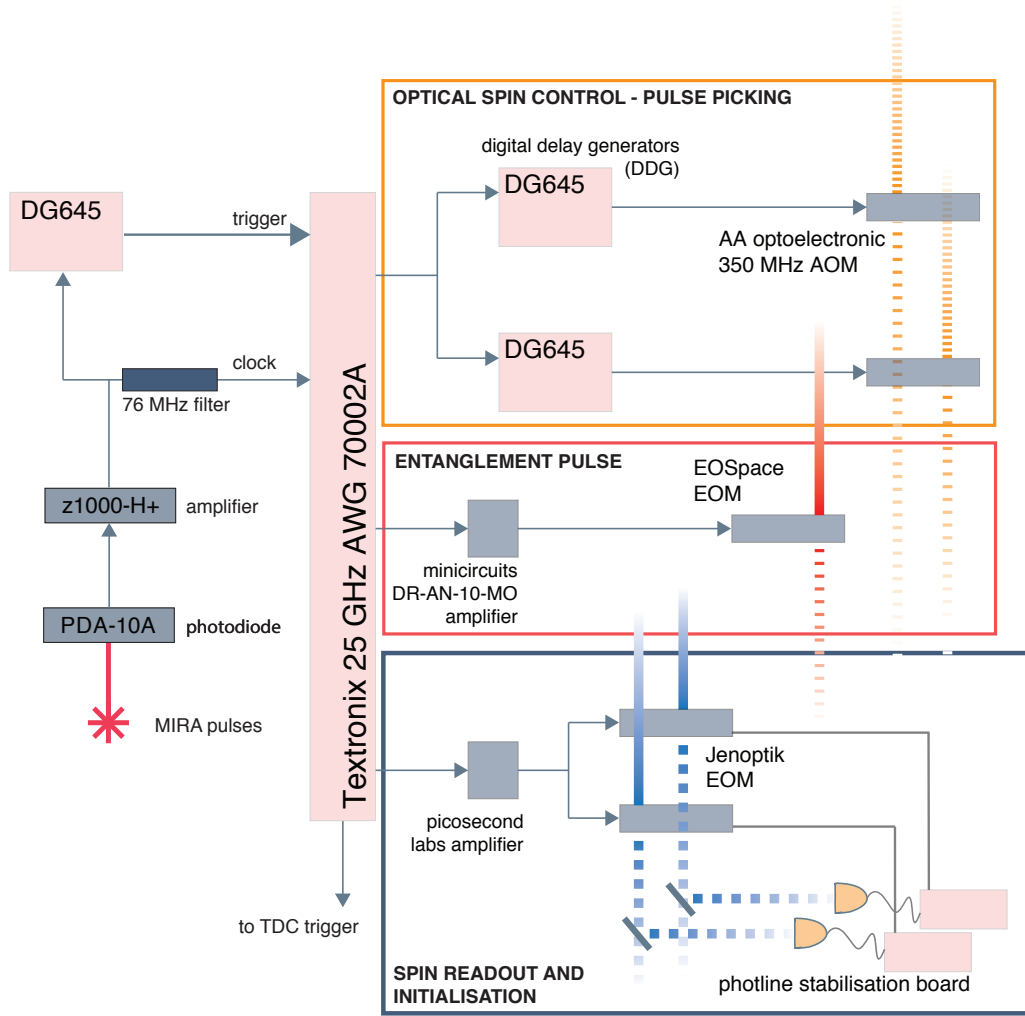 OPTICAL SPIN CONTROL - PULSE PICKING
digital delay generators
(DDG)
DG645
DG645
trigger
AA optoelectronic
350 MHz AOM
DG645
clock
76 MHz filter
Textronix 25 GHz AWG 70002A
ENTANGLEMENT PULSE
EOSpace
EOM
z1000-H+
amplifier
minicircuits
DR-AN-10-MO
amplifier
PDA-10A
photodiode
MIRA pulses
Jenoptik
EOM
picosecond
labs amplifier
to TDC trigger
SPIN READOUT AND
INITIALISATION
photline stabilisation board